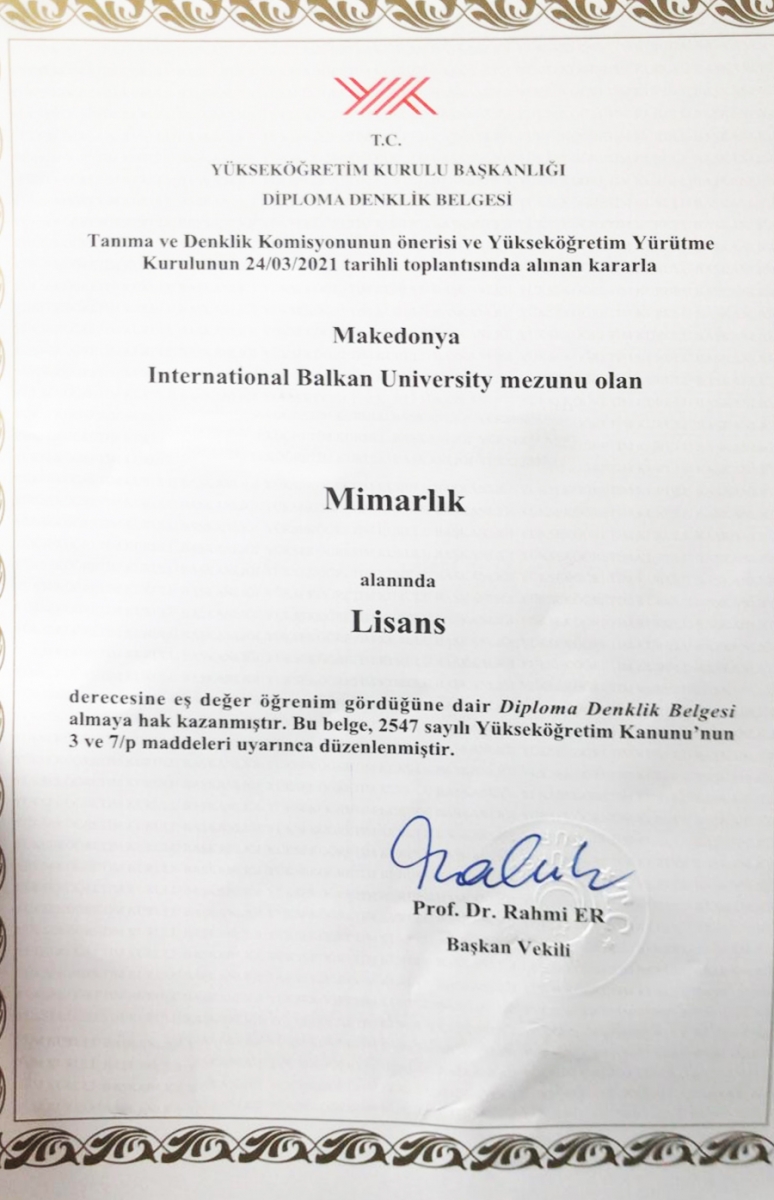 T.C.
YÜKSEKÖĞRETİM KURULU BAŞKANLIĞI
DİPLOMA DENKLİK BELGESİ
Tanıma ve Denklik Komisyonunun önerisi ve Yükseköğretim Yürütme
Kurulunun 24/03/2021 tarihli toplantısında alınan kararla
Makedonya
International Balkan University mezunu olan
Mimarlık
alanında
Lisans
derecesine eş değer öğrenim gördüğüne dair Diploma Denklik Belgesi
almaya hak kazanmıştır. Bu belge, 2547 sayılı Yükseköğretim Kanunu’nun
3 ve 7/p maddeleri uyarınca düzenlenmiştir.
Prof. Dr. Rahmi ER
Başkan Vekili